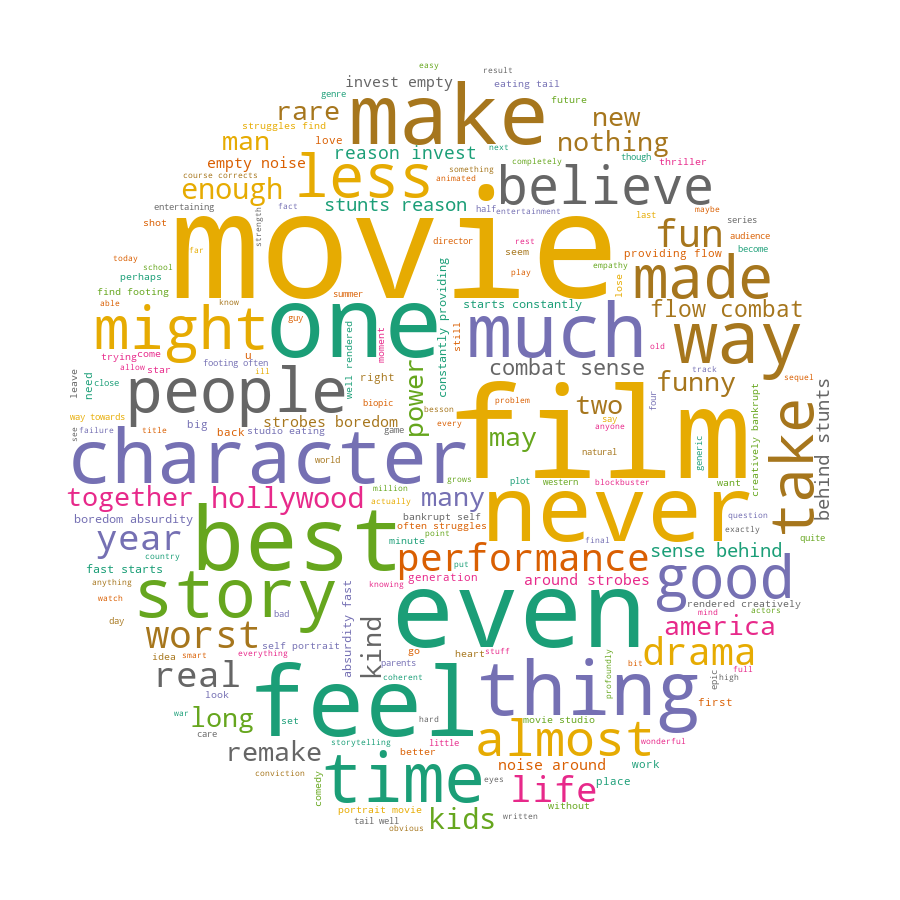 easy
result
invest empty
eating tail
genre
make
future
rare
new
struggles find
love
man
nothing
reason invest
next
though
empty noise
less
completely
thriller
course corrects
something
believe
enough
animated
stunts reason
half
entertainment
entertaining
fact
last
maybe
shot
strength
movie
series
fun
audience
today
far
director
seem
rest
providing flow
become
school
play
empathy
made
perhaps
lose
find footing
summer
able
know
one
constantly providing
starts constantly
flow combat
might
guy
still
much
way
trying
come
footing often
u
well rendered
moment
old
allow
star
combat sense
track
leave
need
close
people
right
power
funny
four
sequel
biopic
besson
problem
two
creatively bankrupt
behind stunts
way towards
big
strobes boredom
game
every
say
anyone
take
see
failure
title
back
studio eating
may
film
natural
generic
character
world
grows
plot
western
blockbuster
want
together
hollywood
million
actually
many
never
boredom absurdity
best
bankrupt self
often struggles
point
question
year
minute
final
exactly
quite
country
performance
sense behind
fast starts
put
anything
knowing
generation
around strobes
good
story
absurdity fast
watch
bad
even
mind
rendered creatively
actors
day
kind
america
worst
self portrait
idea
smart
everything
parents
go
heart
stuff
profoundly
drama
bit
full
real
coherent
feel
thing
epic
high
look
first
war
long
set
hard
movie studio
care
remake
storytelling
little
better
almost
wonderful
conviction
comedy
time
eyes
noise around
work
life
place
portrait movie
without
tail well
kids
written
obvious